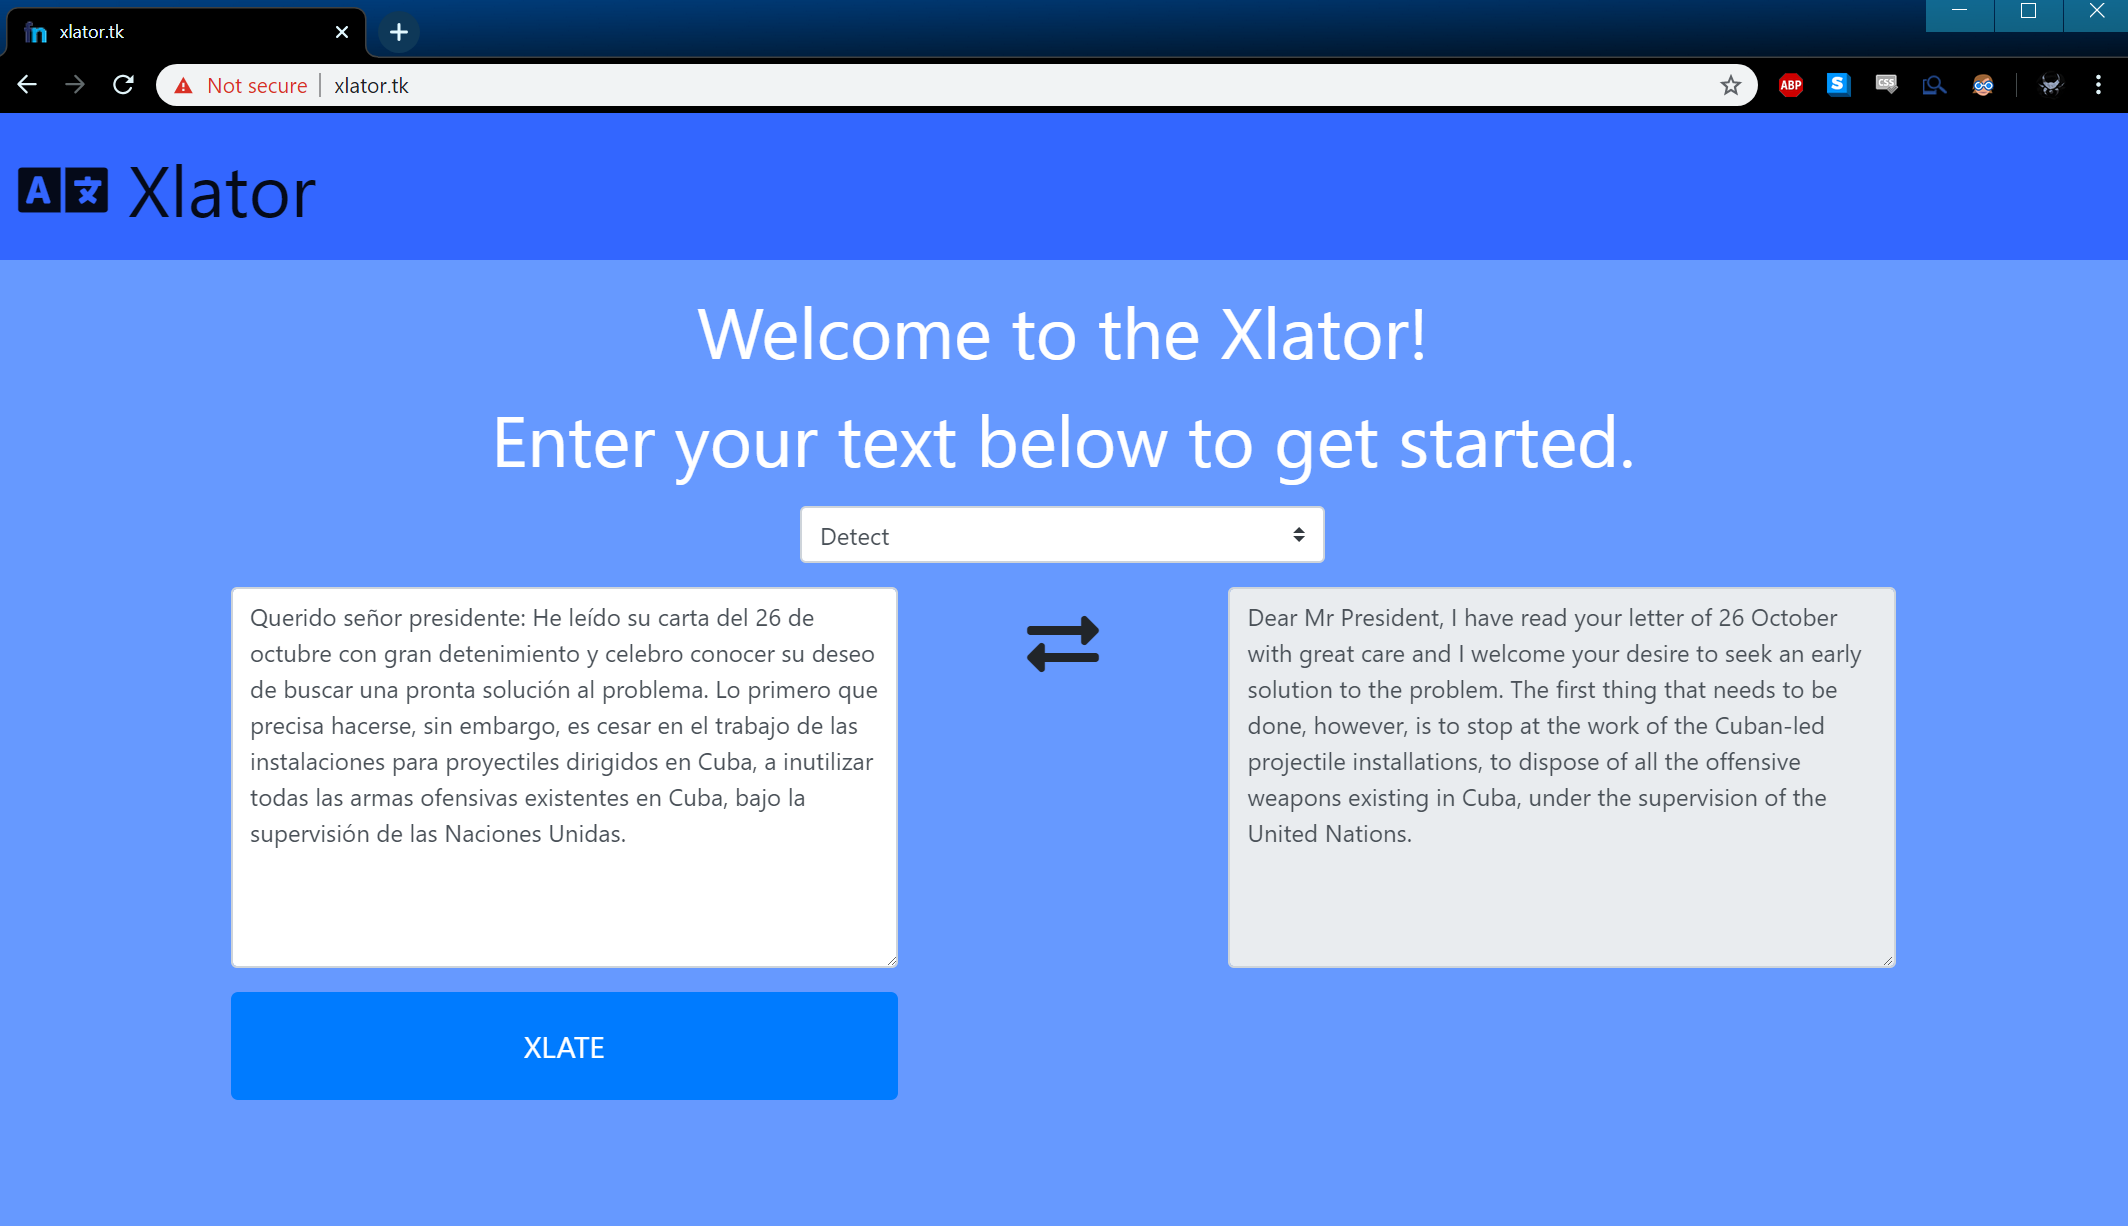 xlator.tk
Not secure
xlator.tk
ABP
S
CSS
A 文 Xlator
Welcome to the Xlator!
Enter your text below to get started.
Detect
Querido señor presidente: He leído su carta del 26 de
octubre con gran detenimiento y celebro conocer su deseo
de buscar una pronta solución al problema. Lo primero que
precisa hacerse, sin embargo, es cesar en el trabajo de las
instalaciones para proyectiles dirigidos en Cuba, a inutilizar
todas las armas ofensivas existentes en Cuba, bajo la
supervisión de las Naciones Unidas.
Dear Mr President, I have read your letter of 26 October
with great care and I welcome your desire to seek an early
solution to the problem. The first thing that needs to be
done, however, is to stop at the work of the Cuban-led
projectile installations, to dispose of all the offensive
weapons existing in Cuba, under the supervision of the
United Nations.
XLATE